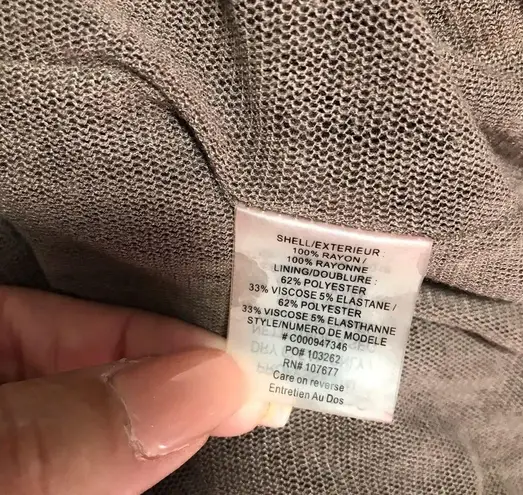 SHELL/EXTERIEUR:
100% RAYON/
100% RAYONNE
LINING/DOUBLURE:
62% POLYESTER
33% VISCOSE 5% ELASTANE/
62% POLYESTER
33% VISCOSE 5% ELASTHANNE
STYLE/NUMERO DE MODELE
# C000947346
PO# 103262
RN# 107677
Care on reverse
Entretien Au Dos